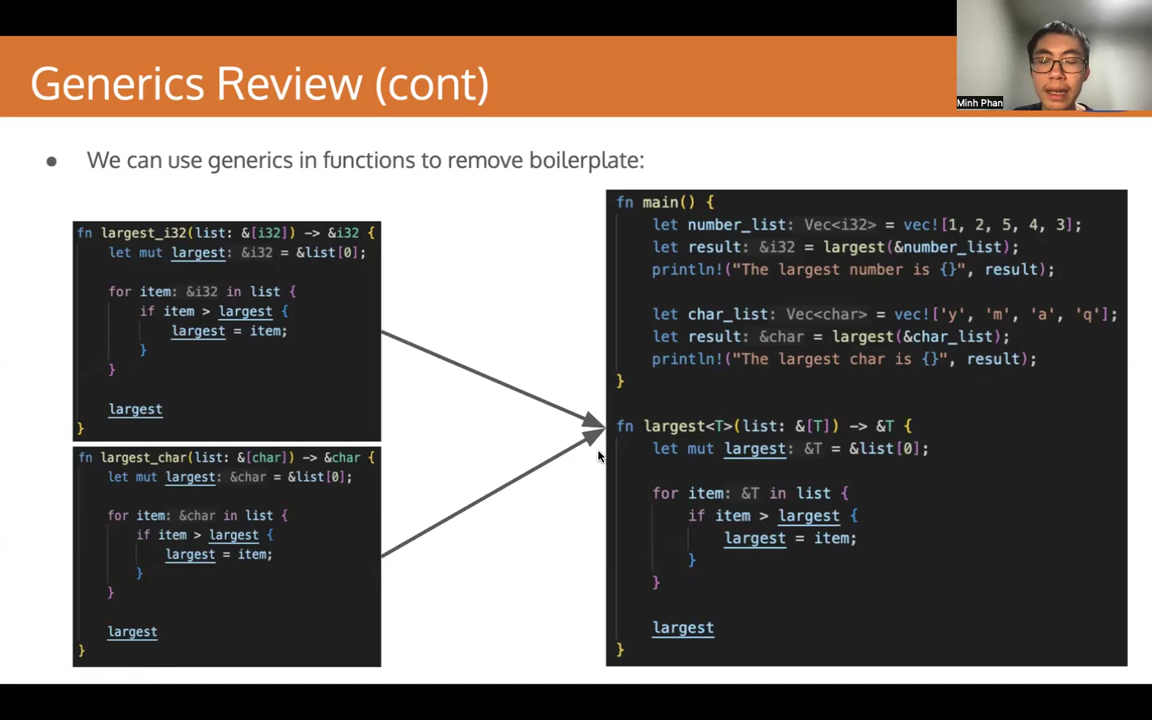 Generics Review (cont)
Minh Phan
● We can use generics in functions to remove boilerplate:
fn largest_i32(list: &[i32]) -> &i32 {
let mut largest: &i32 = &list[0];
for item: &i32 in list {
if item > largest {
largest = item;
}
}
largest
}
fn largest_char(list: &[char]) -> &char {
let mut largest: &char = &list[0];
for item: &char in list {
if item > largest {
largest = item;
}
}
largest
}
fn main() {
let number_list: Vec<i32> = vec![1, 2, 5, 4, 3];
let result: &i32 = largest(&number_list);
println!("The largest number is {}", result);
let char_list: Vec<char> = vec!['y', 'm', 'a', 'q'];
let result: &char = largest(&char_list);
println!("The largest char is {}", result);
}
fn largest<T>(list: &[T]) -> &T {
let mut largest: &T = &list[0];
for item: &T in list {
if item > largest {
largest = item;
}
}
largest
}